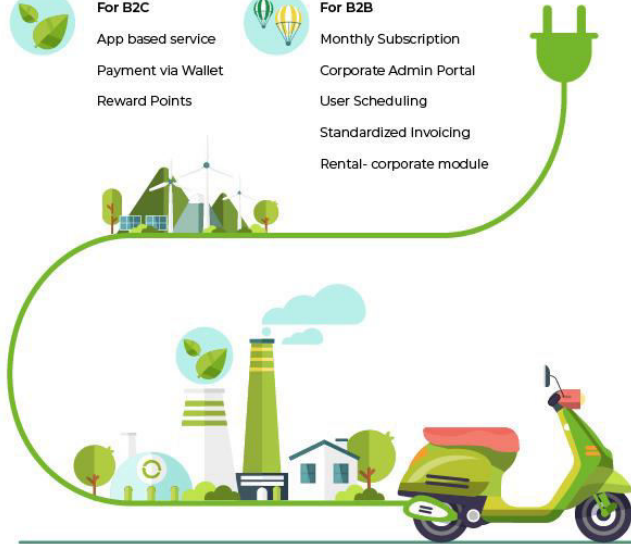 For B2C
App based service
Payment via Wallet
Reward Points
For B2B
Monthly Subscription
Corporate Admin Portal
User Scheduling
Standardized Invoicing
Rental- corporate module